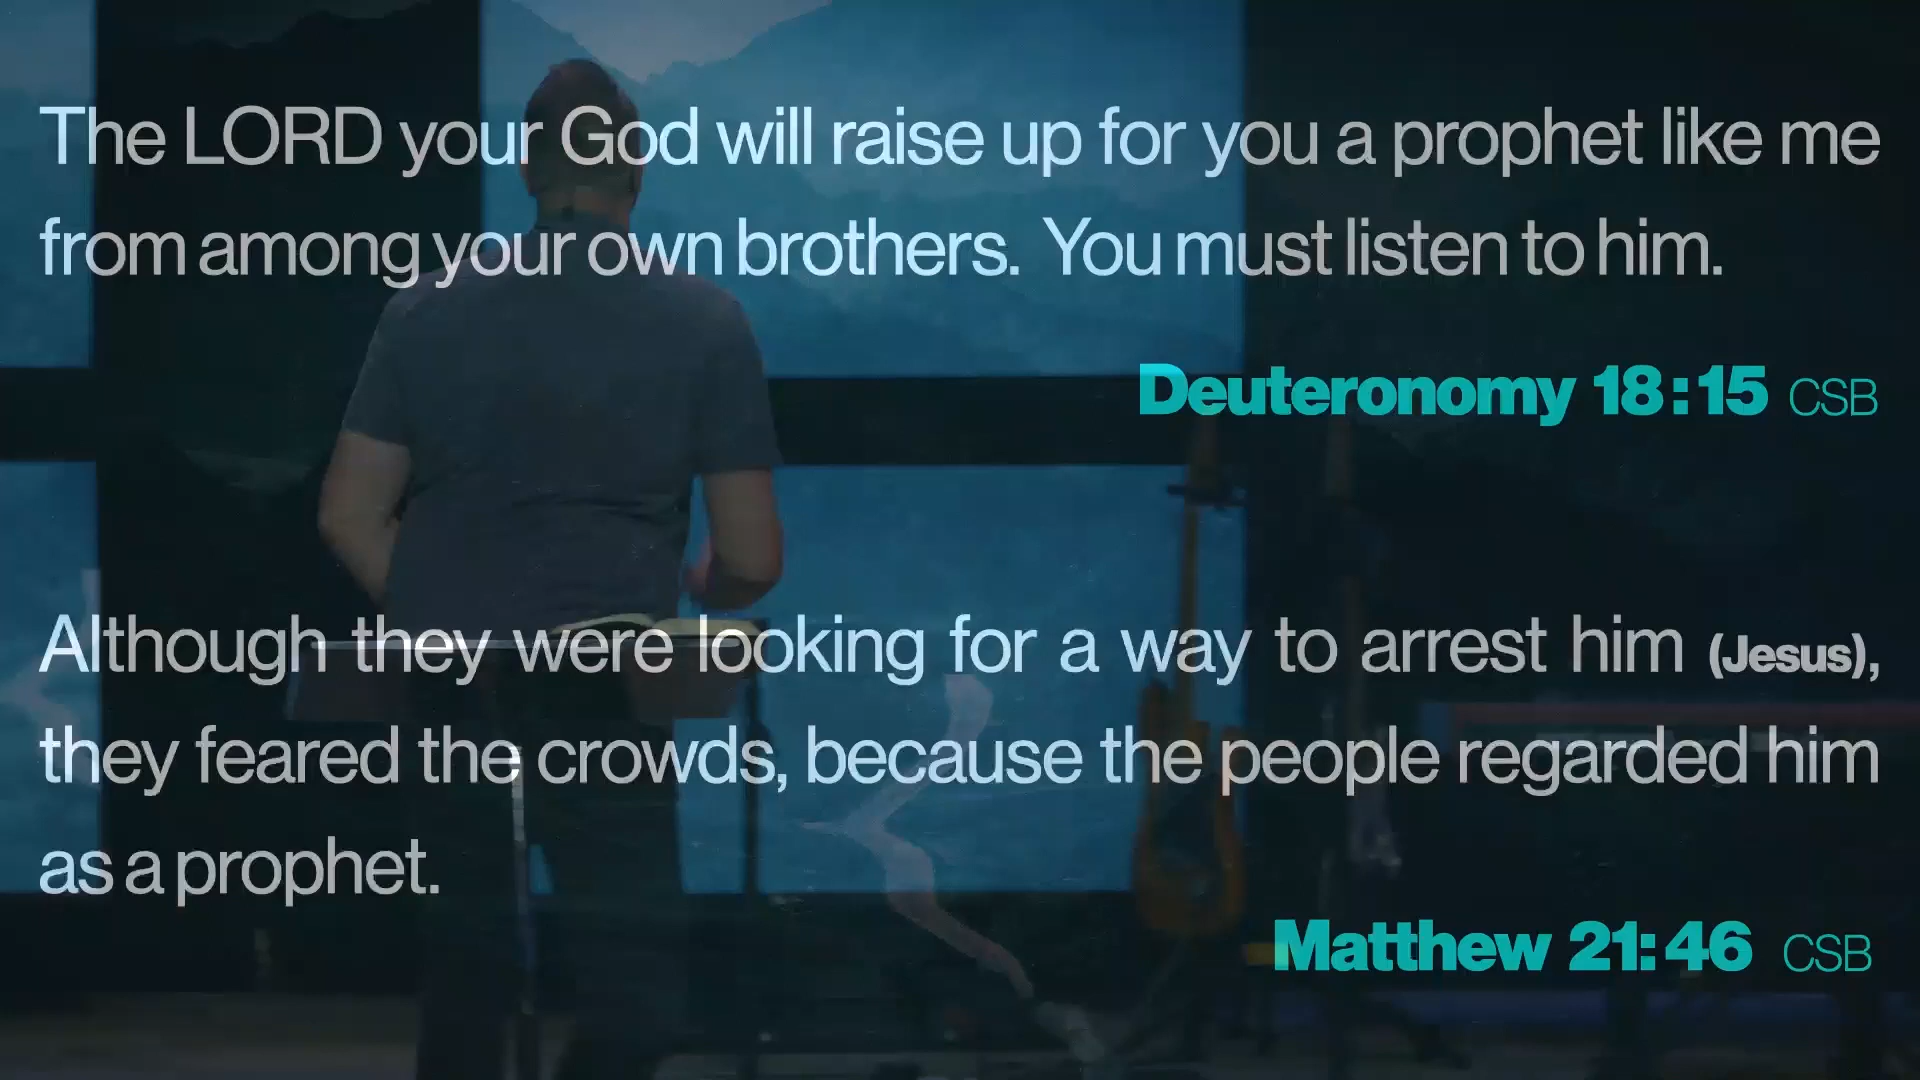 The LORD your God will raise up for you a prophet like me
from among your own brothers. You must listen to him.
Deuteronomy 18:15 CSB
Although they were looking for a way to arrest him (Jesus),
they feared the crowds, because the people regarded him
as a prophet.
Matthew 21:46 CSB